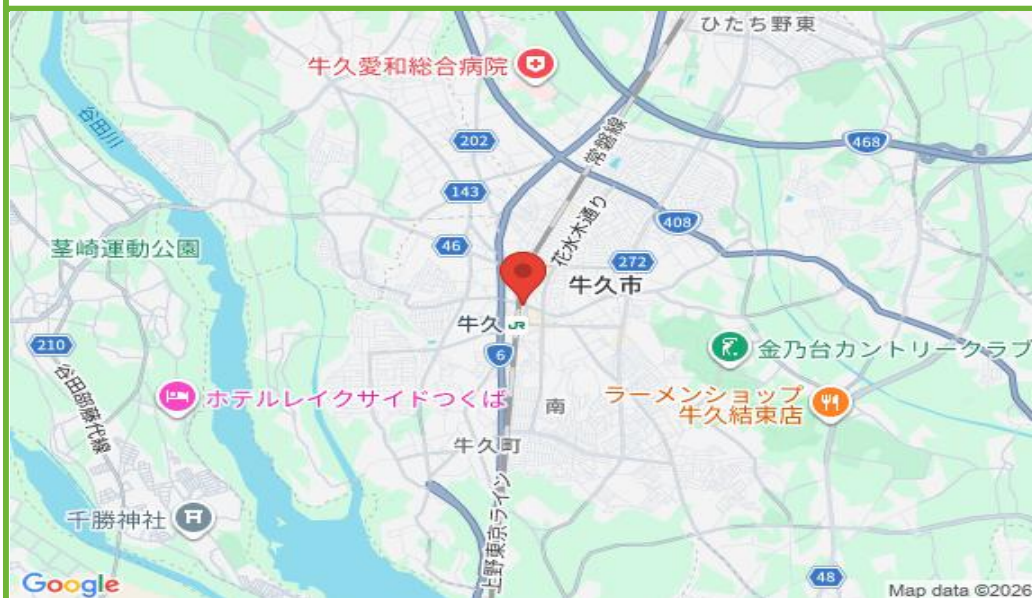 ひたち野東
牛久愛和総合病院
谷田川
202
常磐線
468
143
花水木通り
408
茎崎運動公園
46
272
牛久市
牛久
JR
210
6
金乃台カントリークラブ
谷田部藤代線
ホテルレイクサイドつくば
ラーメンショップ
牛久結束店
南
牛久町
千勝神社
上野東京ライン
48
Google
Map data ©2026